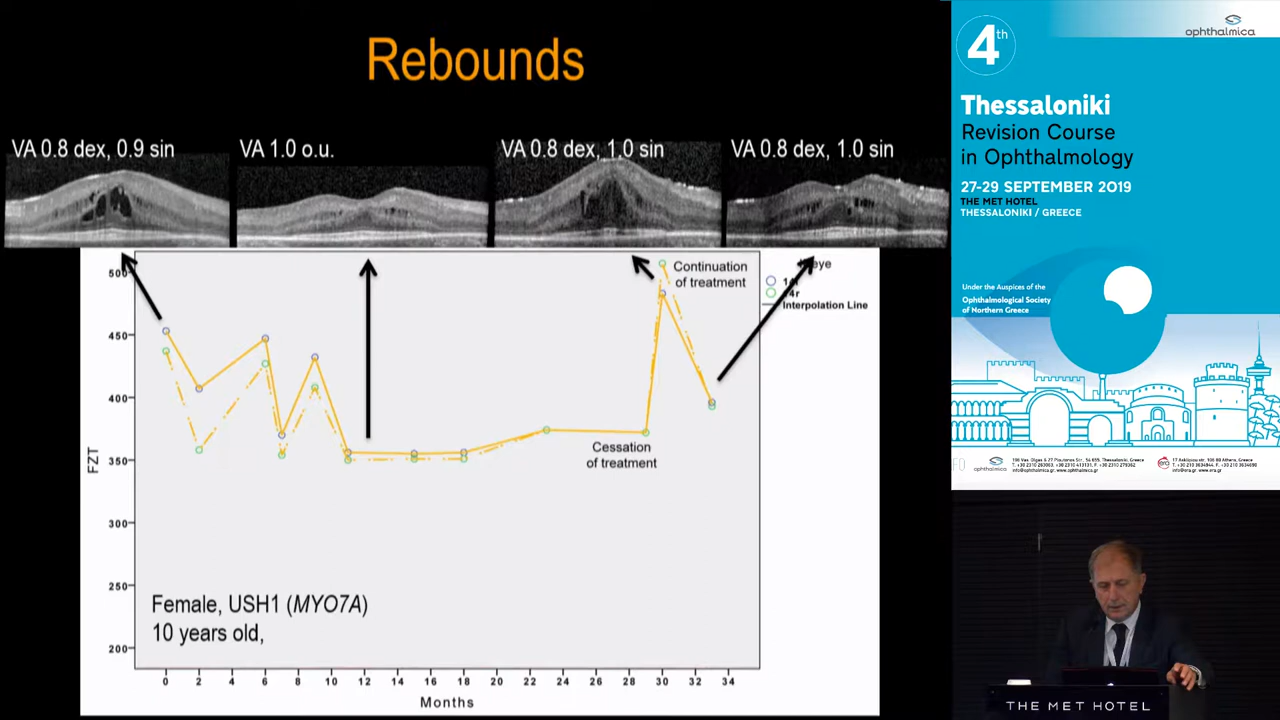 Rebounds
VA 0.8 dex, 0.9 sin
VA 1.0 o.u.
VA 0.8 dex, 1.0 sin
VA 0.8 dex, 1.0 sin
Continuation
of treatment
eye
Interpolation Line
Cessation
of treatment
FZT
450
400
350
300
250
200
Female, USH1 (MYO7A)
10 years old,
0 2 4 6 8 10 12 14 16 18 20 22 24 26 28 30 32 34
Months
ophthalmica
4th
Thessaloniki
Revision Course
in Ophthalmology
27-29 SEPTEMBER 2019
THE MET HOTEL
THESSALONIKI / GREECE
Under the Auspices of the
Ophthalmological Society
of Northern Greece
ophthalmica
THE MET HOTEL